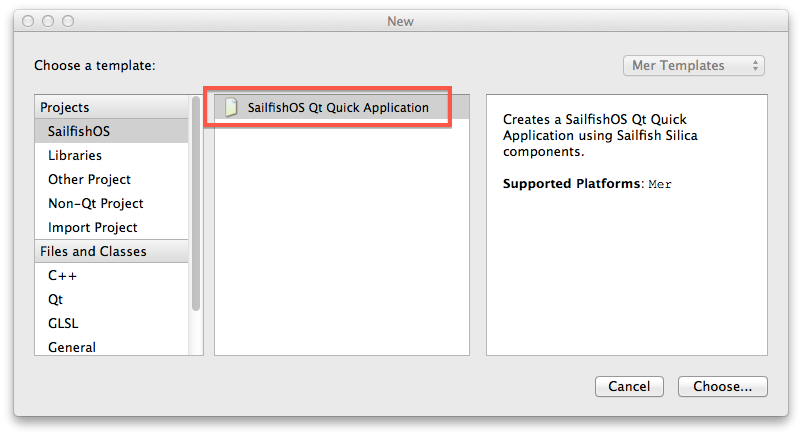 New
Choose a template:
Mer Templates
Projects
SailfishOS
Libraries
Other Project
Non-Qt Project
Import Project
Files and Classes
C++
Qt
GLSL
General
SailfishOS Qt Quick Application
Creates a SailfishOS Qt Quick
Application using Sailfish Silica
components.
Supported Platforms: Mer
Cancel
Choose...